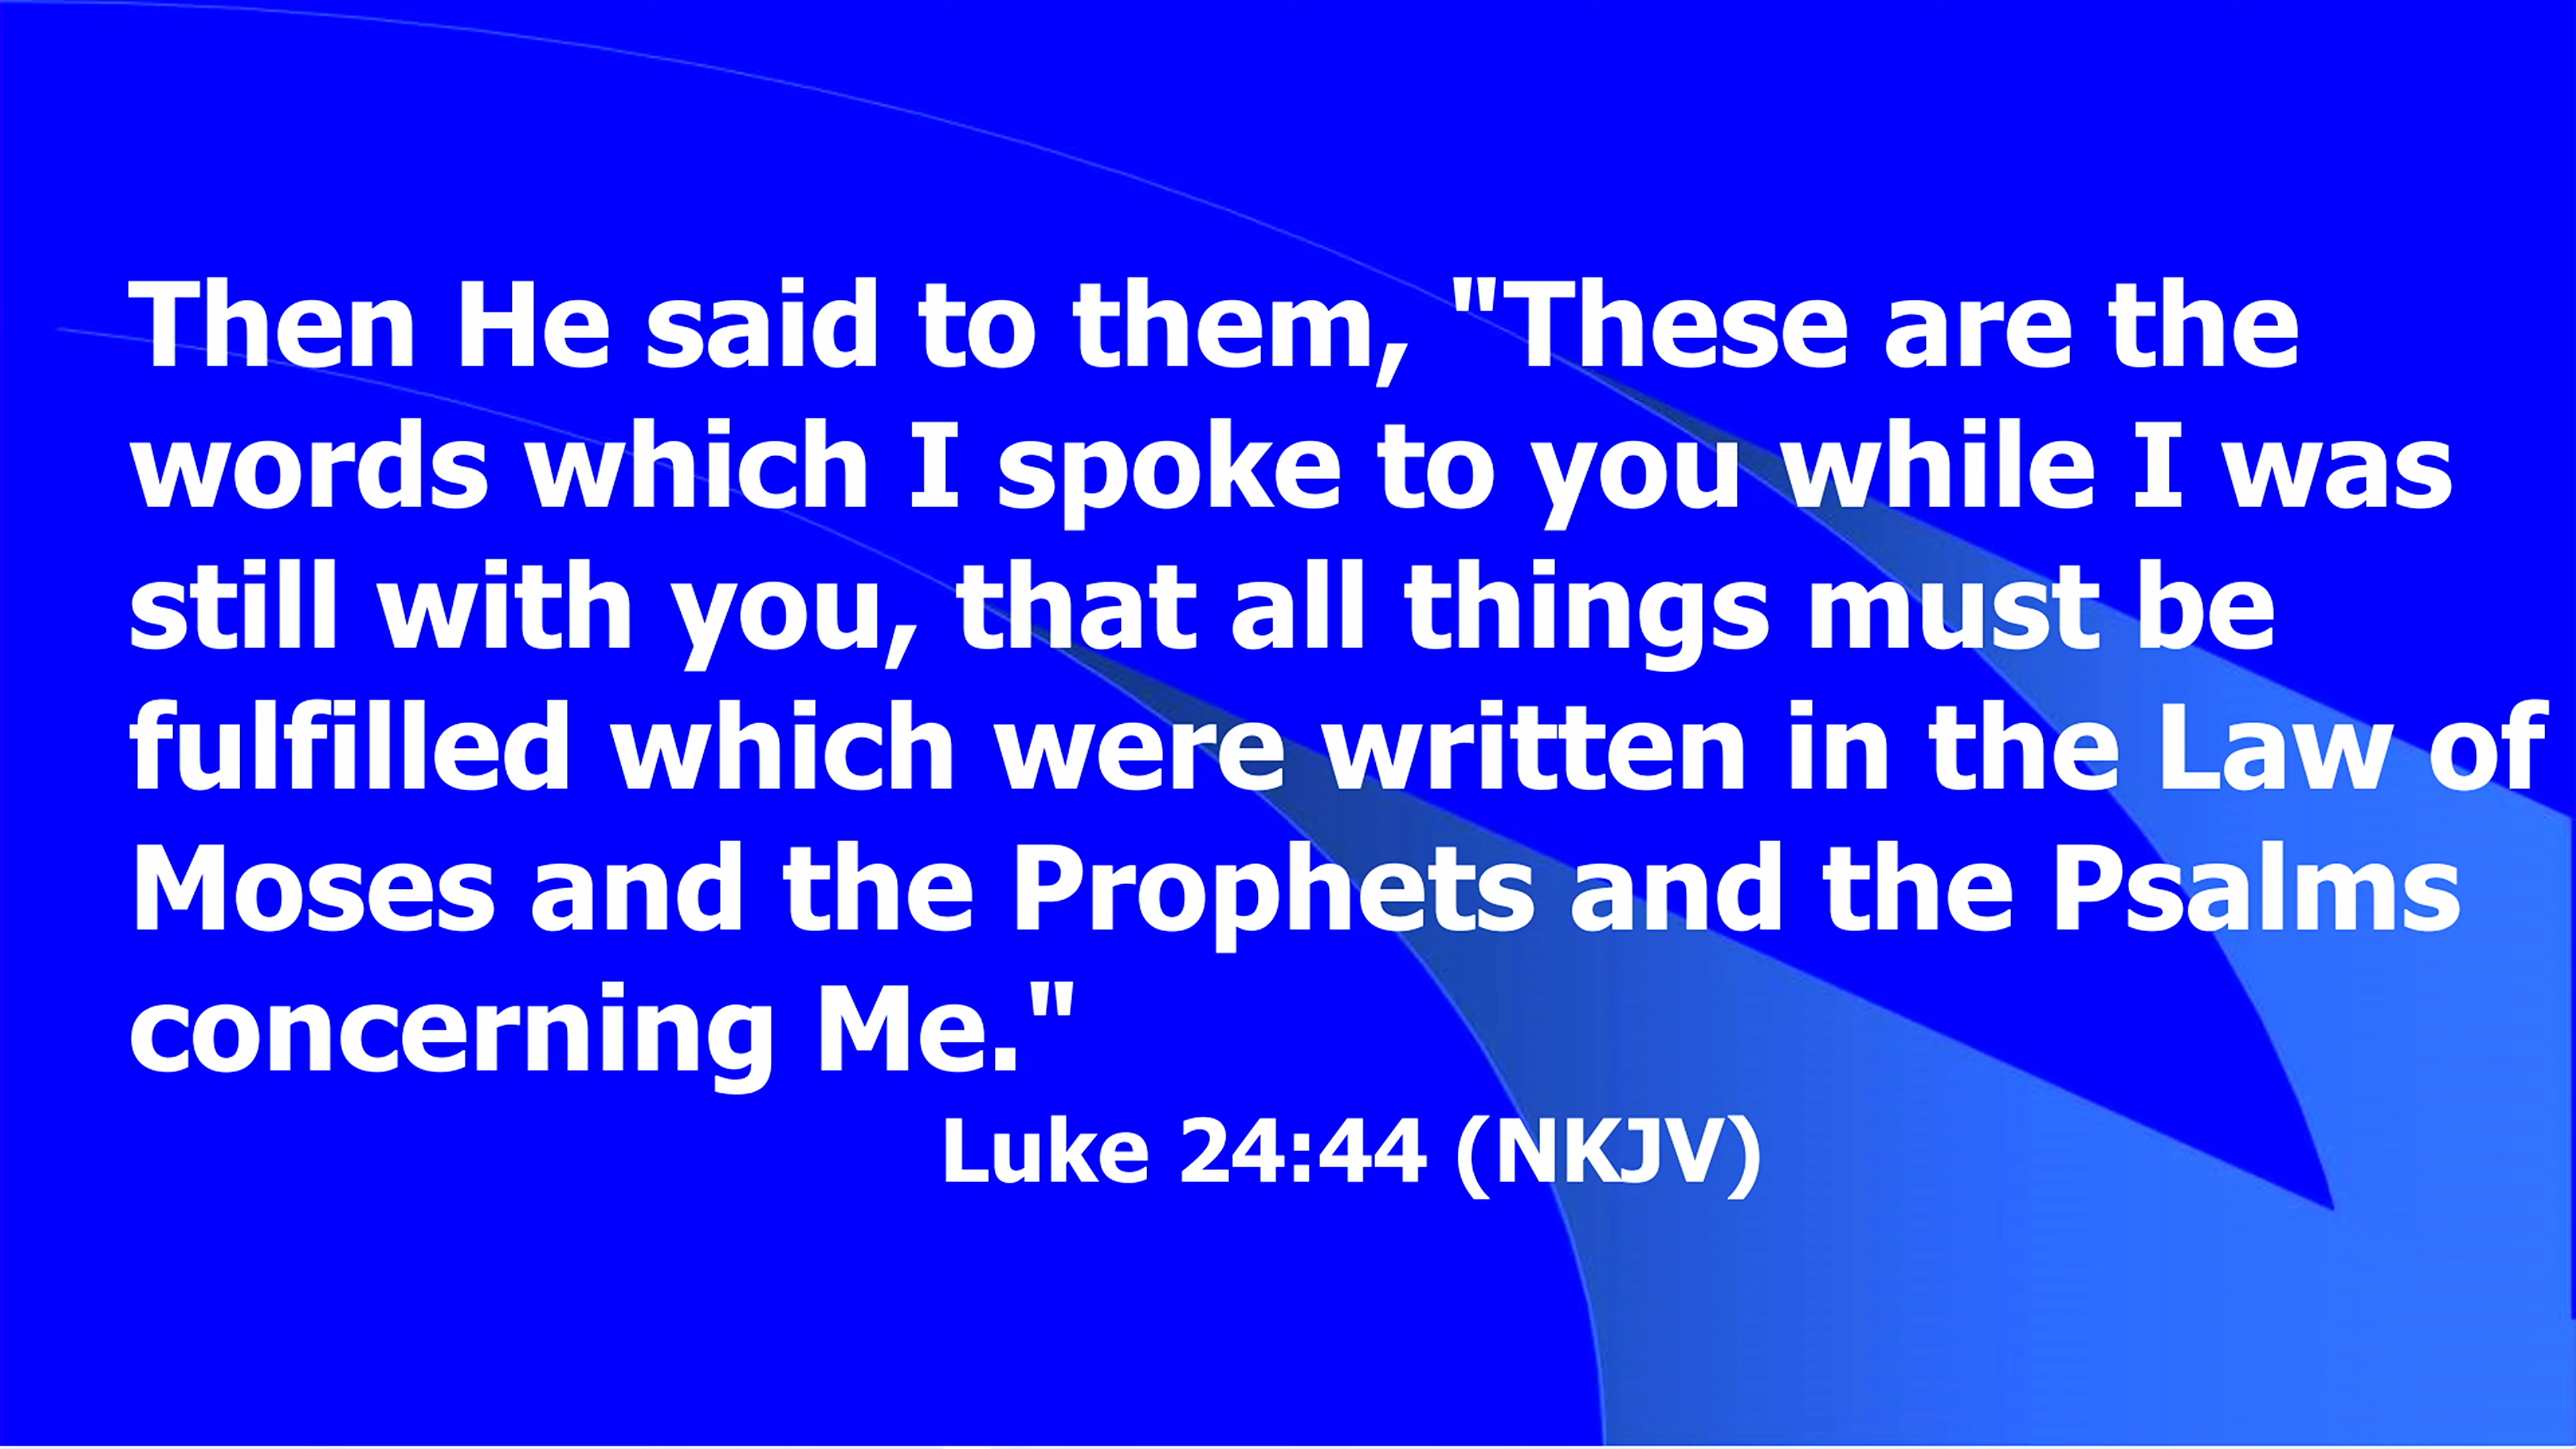 Then He said to them, "These are the
words which I spoke to you while I was
still with you, that all things must be
fulfilled which were written in the Law of
Moses and the Prophets and the Psalms
concerning Me."
Luke 24:44 (NKJV)